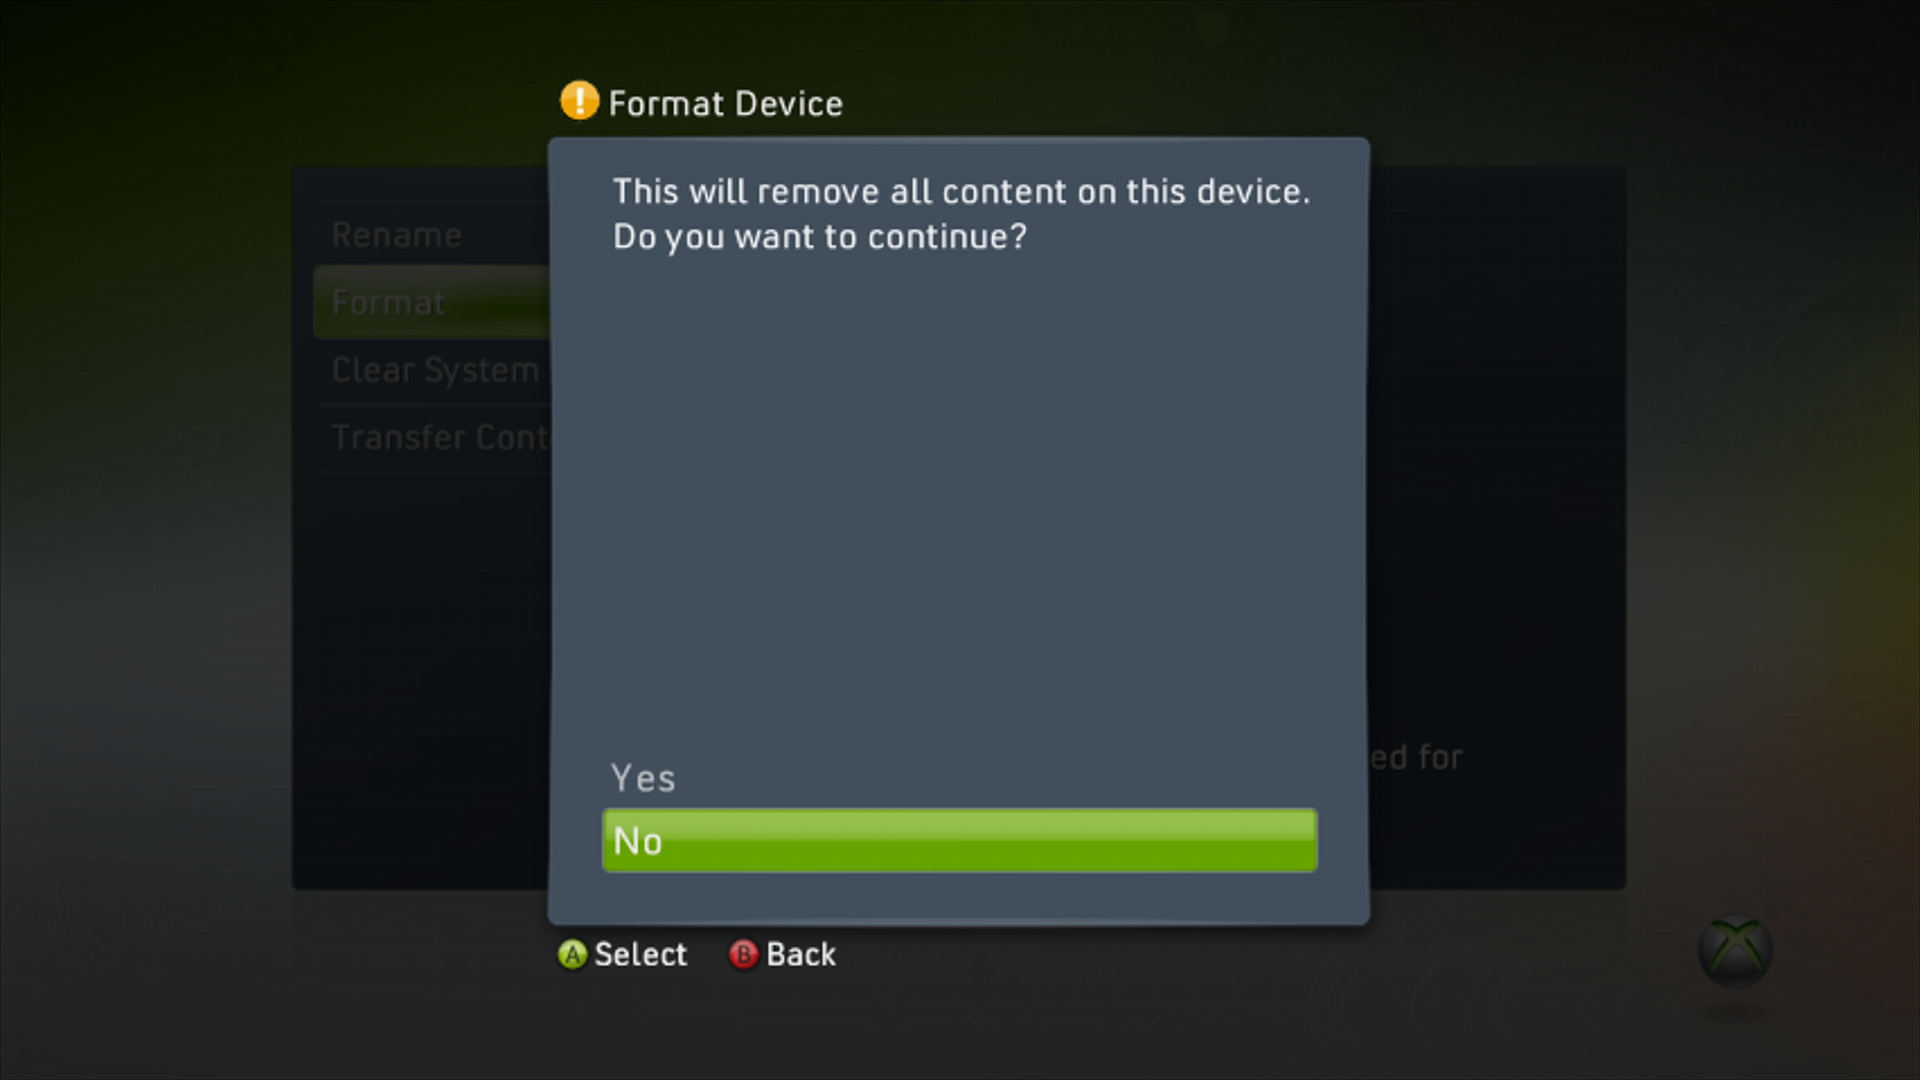 Format Device
This will remove all content on this device.
Do you want to continue?
Rename
Format
Clear System
Transfer
ed for
Yes
No
A Select B Back